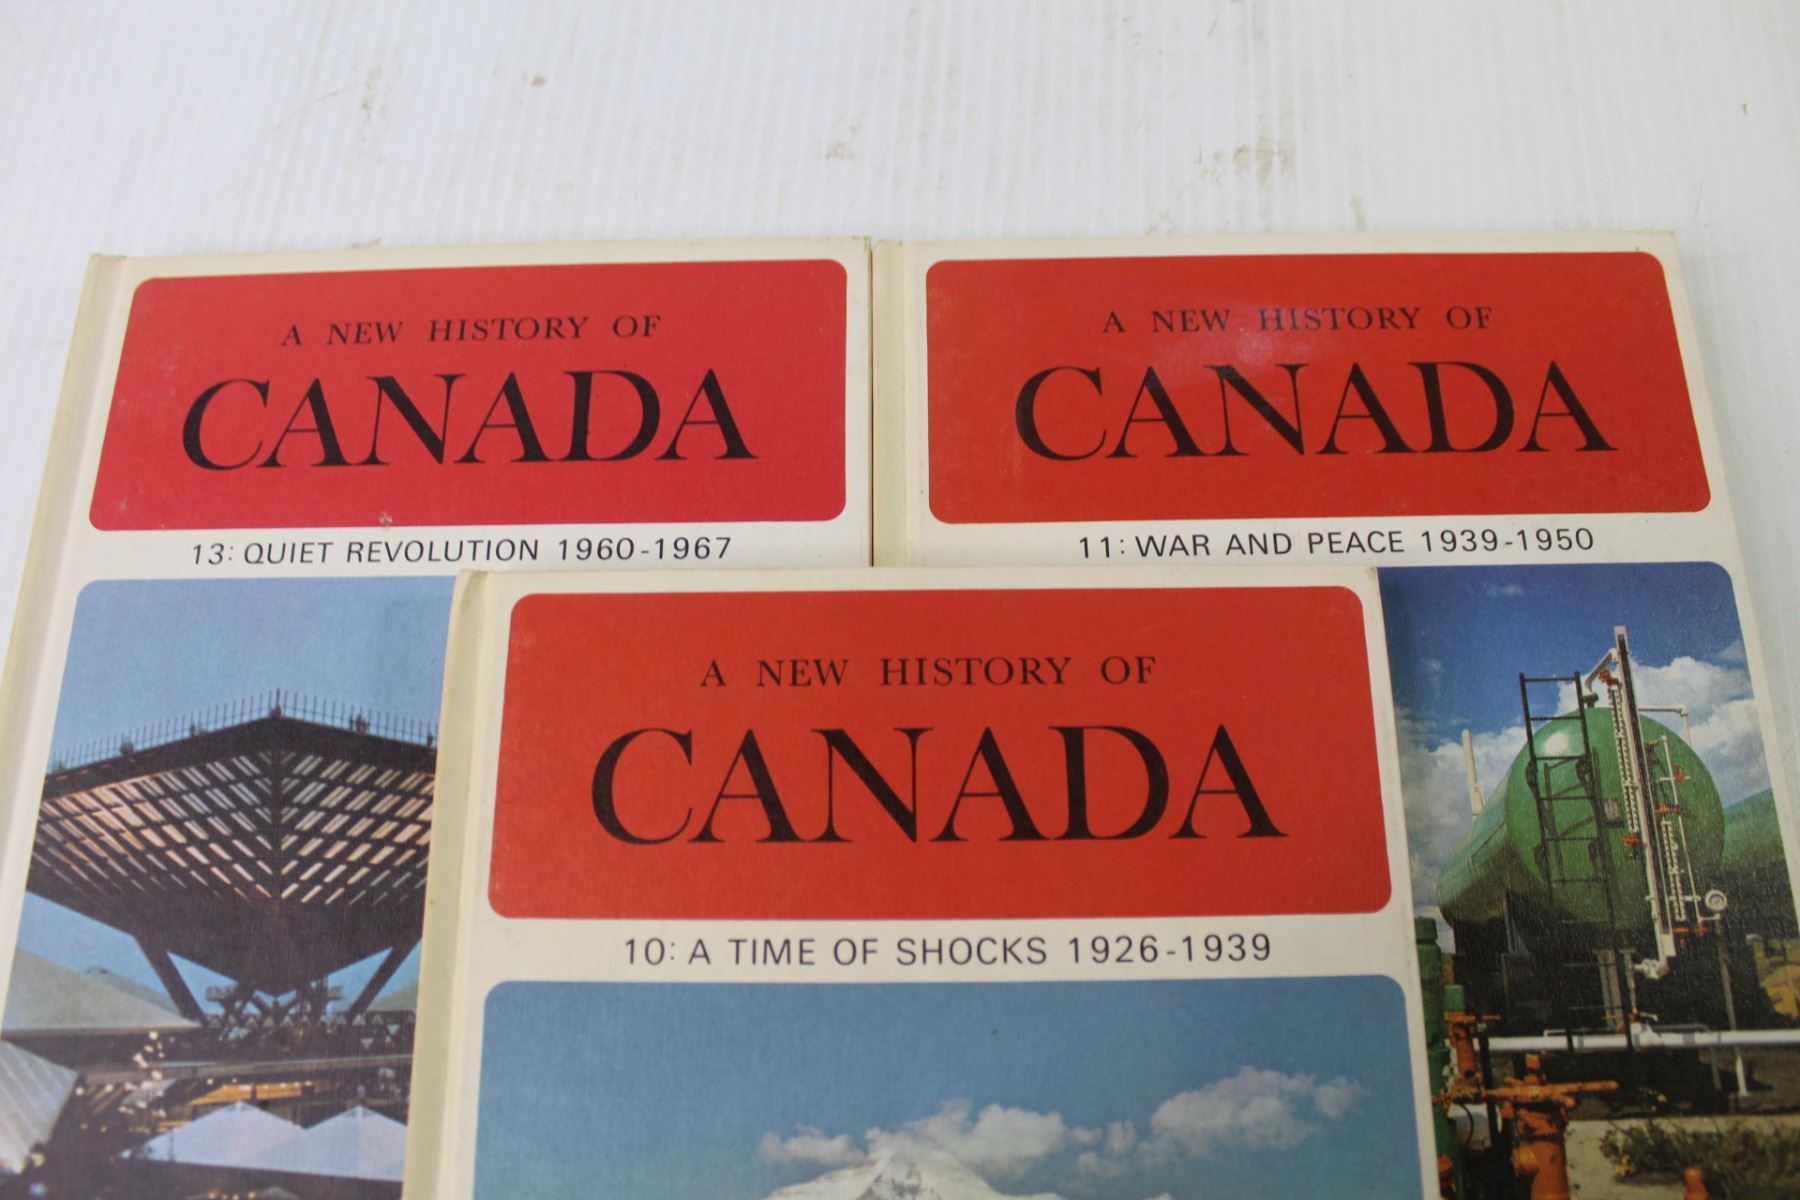 A NEW HISTORY OF
CANADA
13: QUIET REVOLUTION 1960-1967
A NEW HISTORY OF
CANADA
11: WAR AND PEACE 1939-1950
A NEW HISTORY OF
CANADA
10: A TIME OF SHOCKS 1926-1939